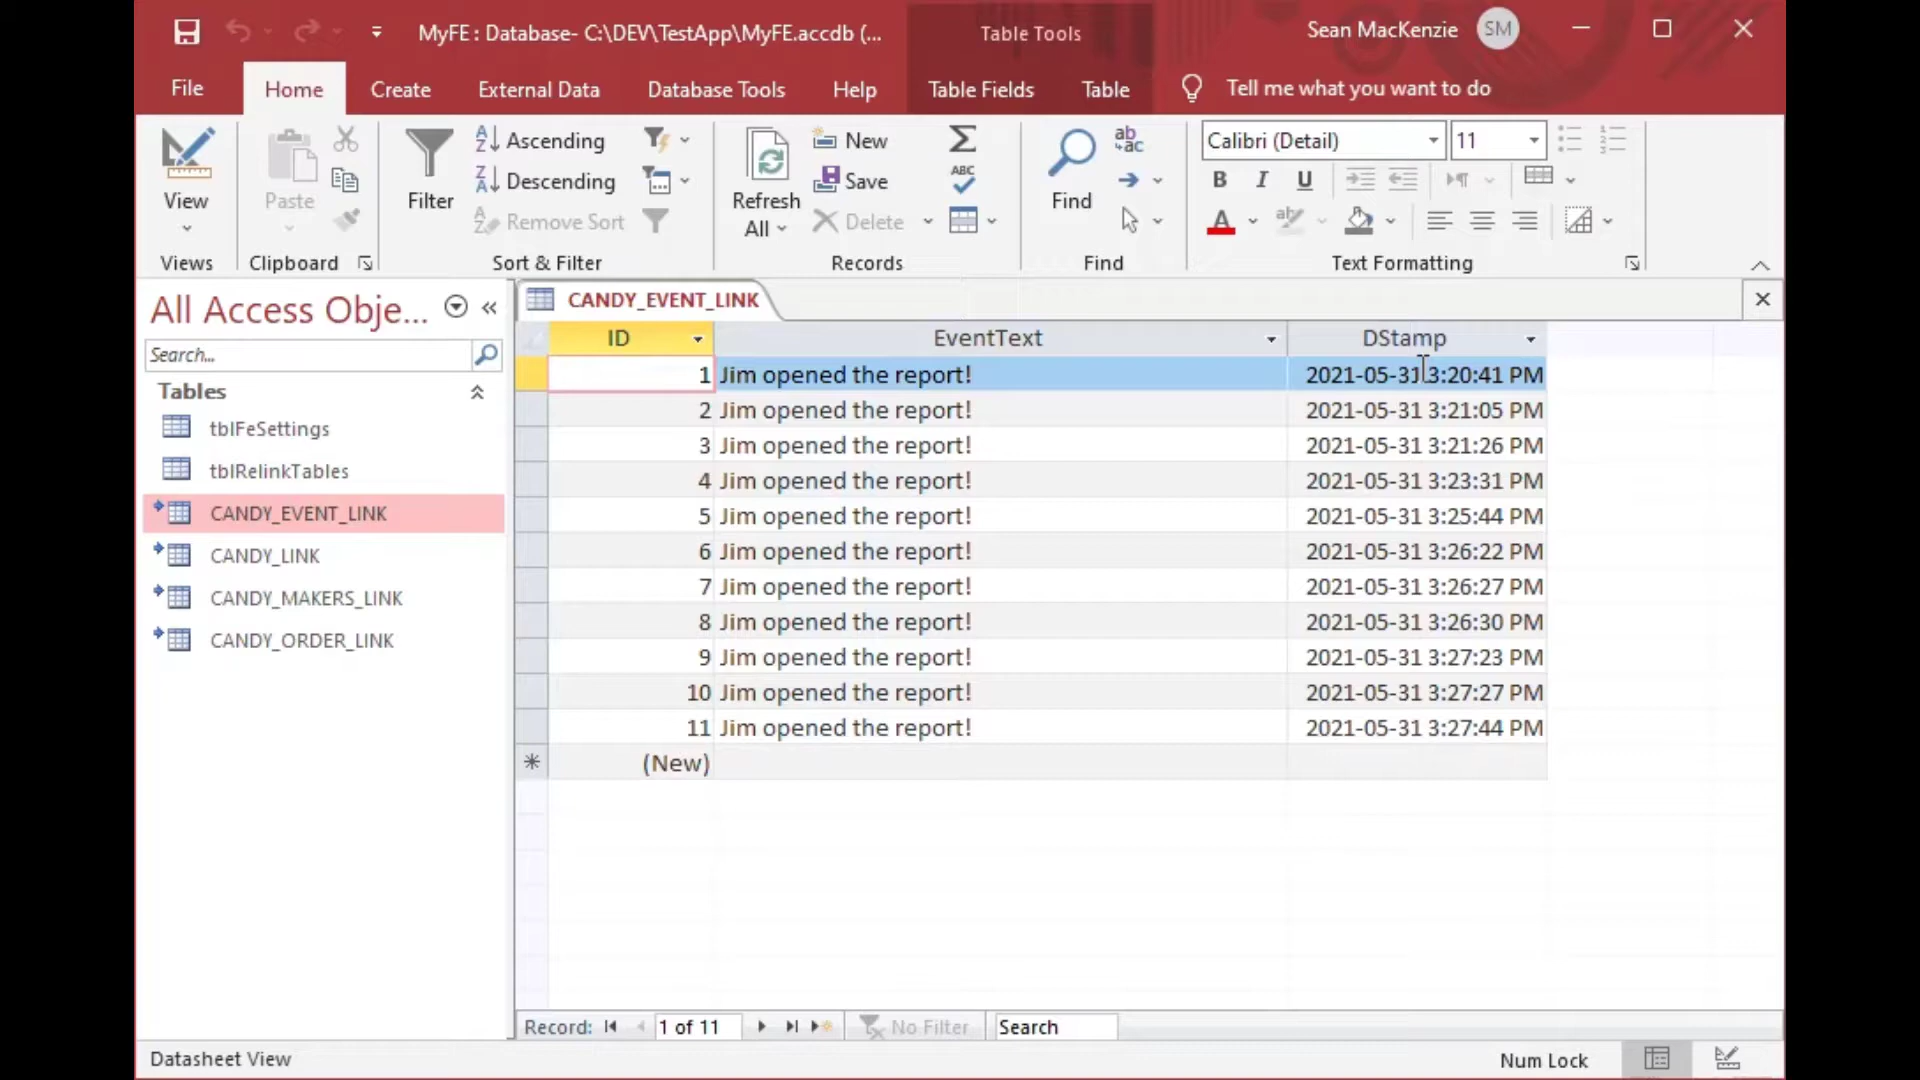 MyFE : Database- C:\DEV\TestApp\MyFE.accdb (...
Table Tools
Sean MacKenzie
SM
File
Home
Create
External Data
Database Tools
Help
Table Fields
Table
Tell me what you want to do
View
Views
Paste
Clipboard
Filter
Ascending
Descending
Remove Sort
Sort & Filter
Refresh
All
New
Save
Delete
Records
Find
Find
Calibri (Detail)
11
B I U
Text Formatting
All Access Obje...
Search...
Tables
tblFeSettings
tblRelinkTables
CANDY_EVENT_LINK
CANDY_LINK
CANDY_MAKERS_LINK
CANDY_ORDER_LINK
CANDY_EVENT_LINK
ID EventText DStamp
1 Jim opened the report! 2021-05-31 3:20:41 PM
2 Jim opened the report! 2021-05-31 3:21:05 PM
3 Jim opened the report! 2021-05-31 3:21:26 PM
4 Jim opened the report! 2021-05-31 3:23:31 PM
5 Jim opened the report! 2021-05-31 3:25:44 PM
6 Jim opened the report! 2021-05-31 3:26:22 PM
7 Jim opened the report! 2021-05-31 3:26:27 PM
8 Jim opened the report! 2021-05-31 3:26:30 PM
9 Jim opened the report! 2021-05-31 3:27:23 PM
10 Jim opened the report! 2021-05-31 3:27:27 PM
11 Jim opened the report! 2021-05-31 3:27:44 PM
(New)
Record: 1 of 11 No Filter Search
Datasheet View
Num Lock